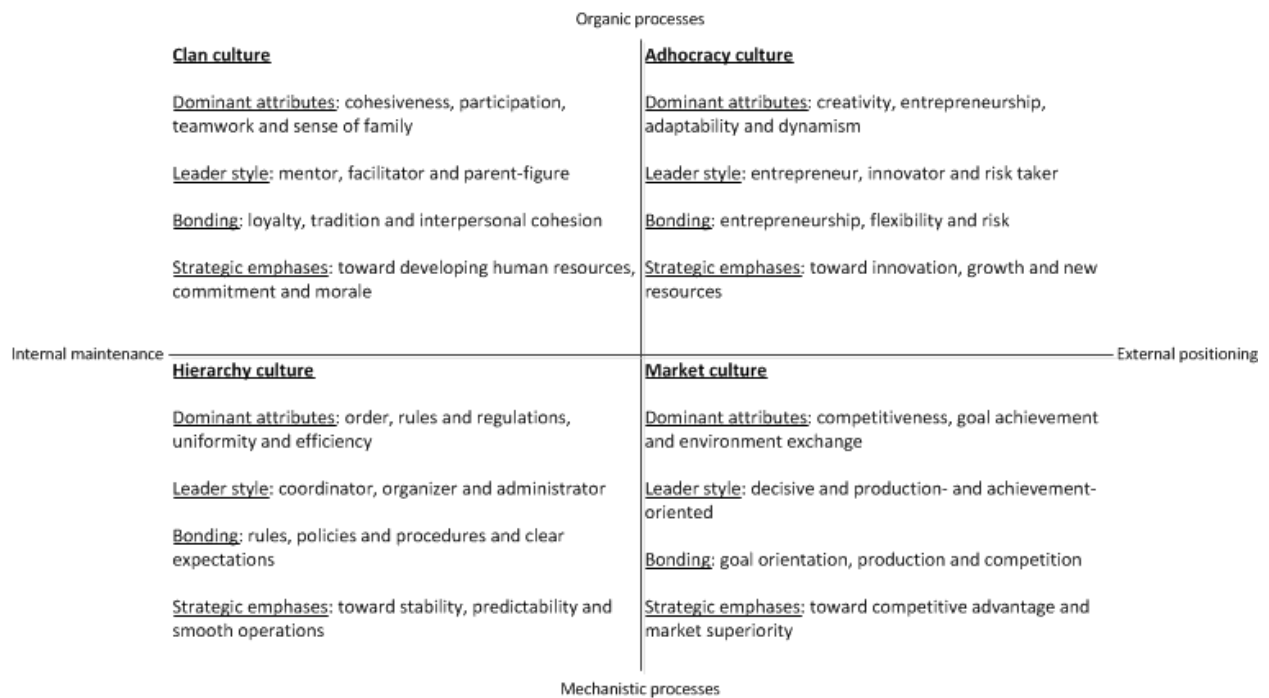 Organic processes
Clan culture
Dominant attributes: cohesiveness, participation,
teamwork and sense of family
Leader style: mentor, facilitator and parent-figure
Bonding: loyalty, tradition and interpersonal cohesion
Strategic emphases: toward developing human resources,
commitment and morale
Adhocracy culture
Dominant attributes: creativity, entrepreneurship,
adaptability and dynamism
Leader style: entrepreneur, innovator and risk taker
Bonding: entrepreneurship, flexibility and risk
Strategic emphases: toward innovation, growth and new
resources
Internal maintenance
External positioning
Hierarchy culture
Dominant attributes: order, rules and regulations,
uniformity and efficiency
Leader style: coordinator, organizer and administrator
Bonding: rules, policies and procedures and clear
expectations
Strategic emphases: toward stability, predictability and
smooth operations
Market culture
Dominant attributes: competitiveness, goal achievement
and environment exchange
Leader style: decisive and production- and achievement-
oriented
Bonding: goal orientation, production and competition
Strategic emphases: toward competitive advantage and
market superiority
Mechanistic processes